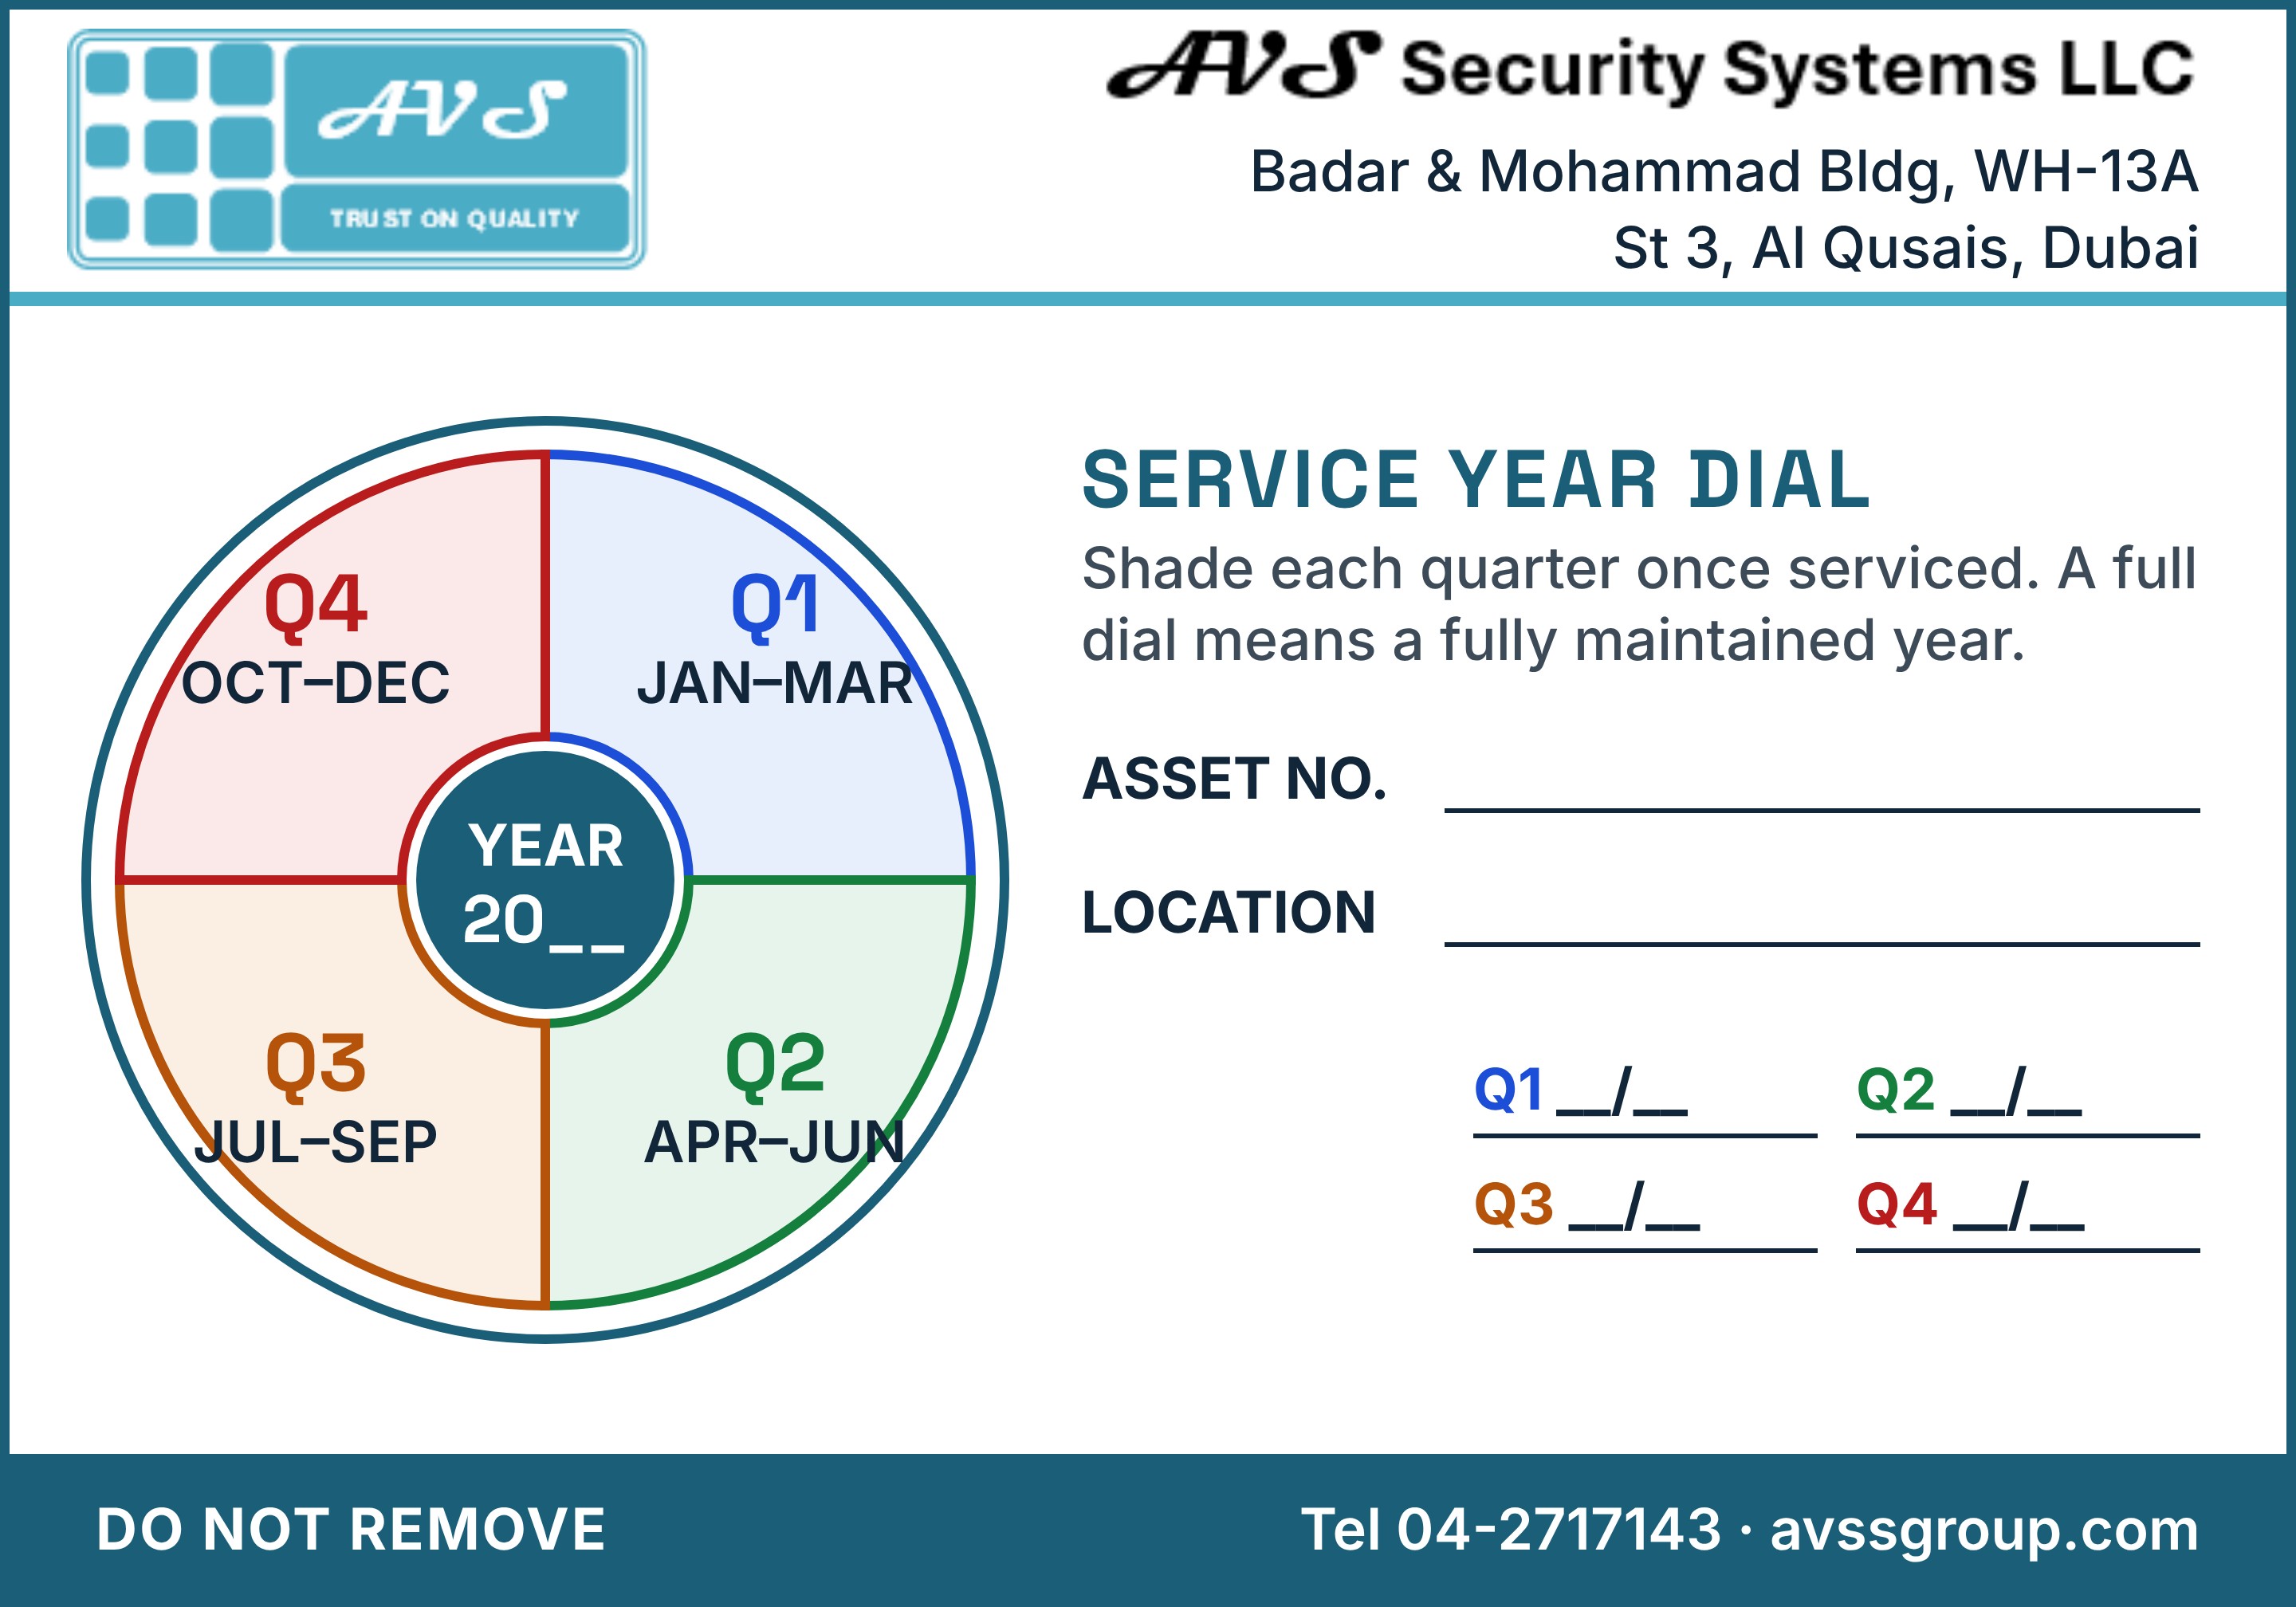 AVS
TRUST ON QUALITY
AVS Security Systems LLC
Badar & Mohammad Bldg, WH-13A
St 3, Al Qusais, Dubai
Q4
OCT–DEC
Q1
JAN–MAR
YEAR
20__
Q3
JUL–SEP
Q2
APR–JUN
SERVICE YEAR DIAL
Shade each quarter once serviced. A full
dial means a fully maintained year.
ASSET NO.
LOCATION
Q1 __/__ Q2 __/__
Q3 __/__ Q4 __/__
DO NOT REMOVE
Tel 04-2717143 · avssgroup.com